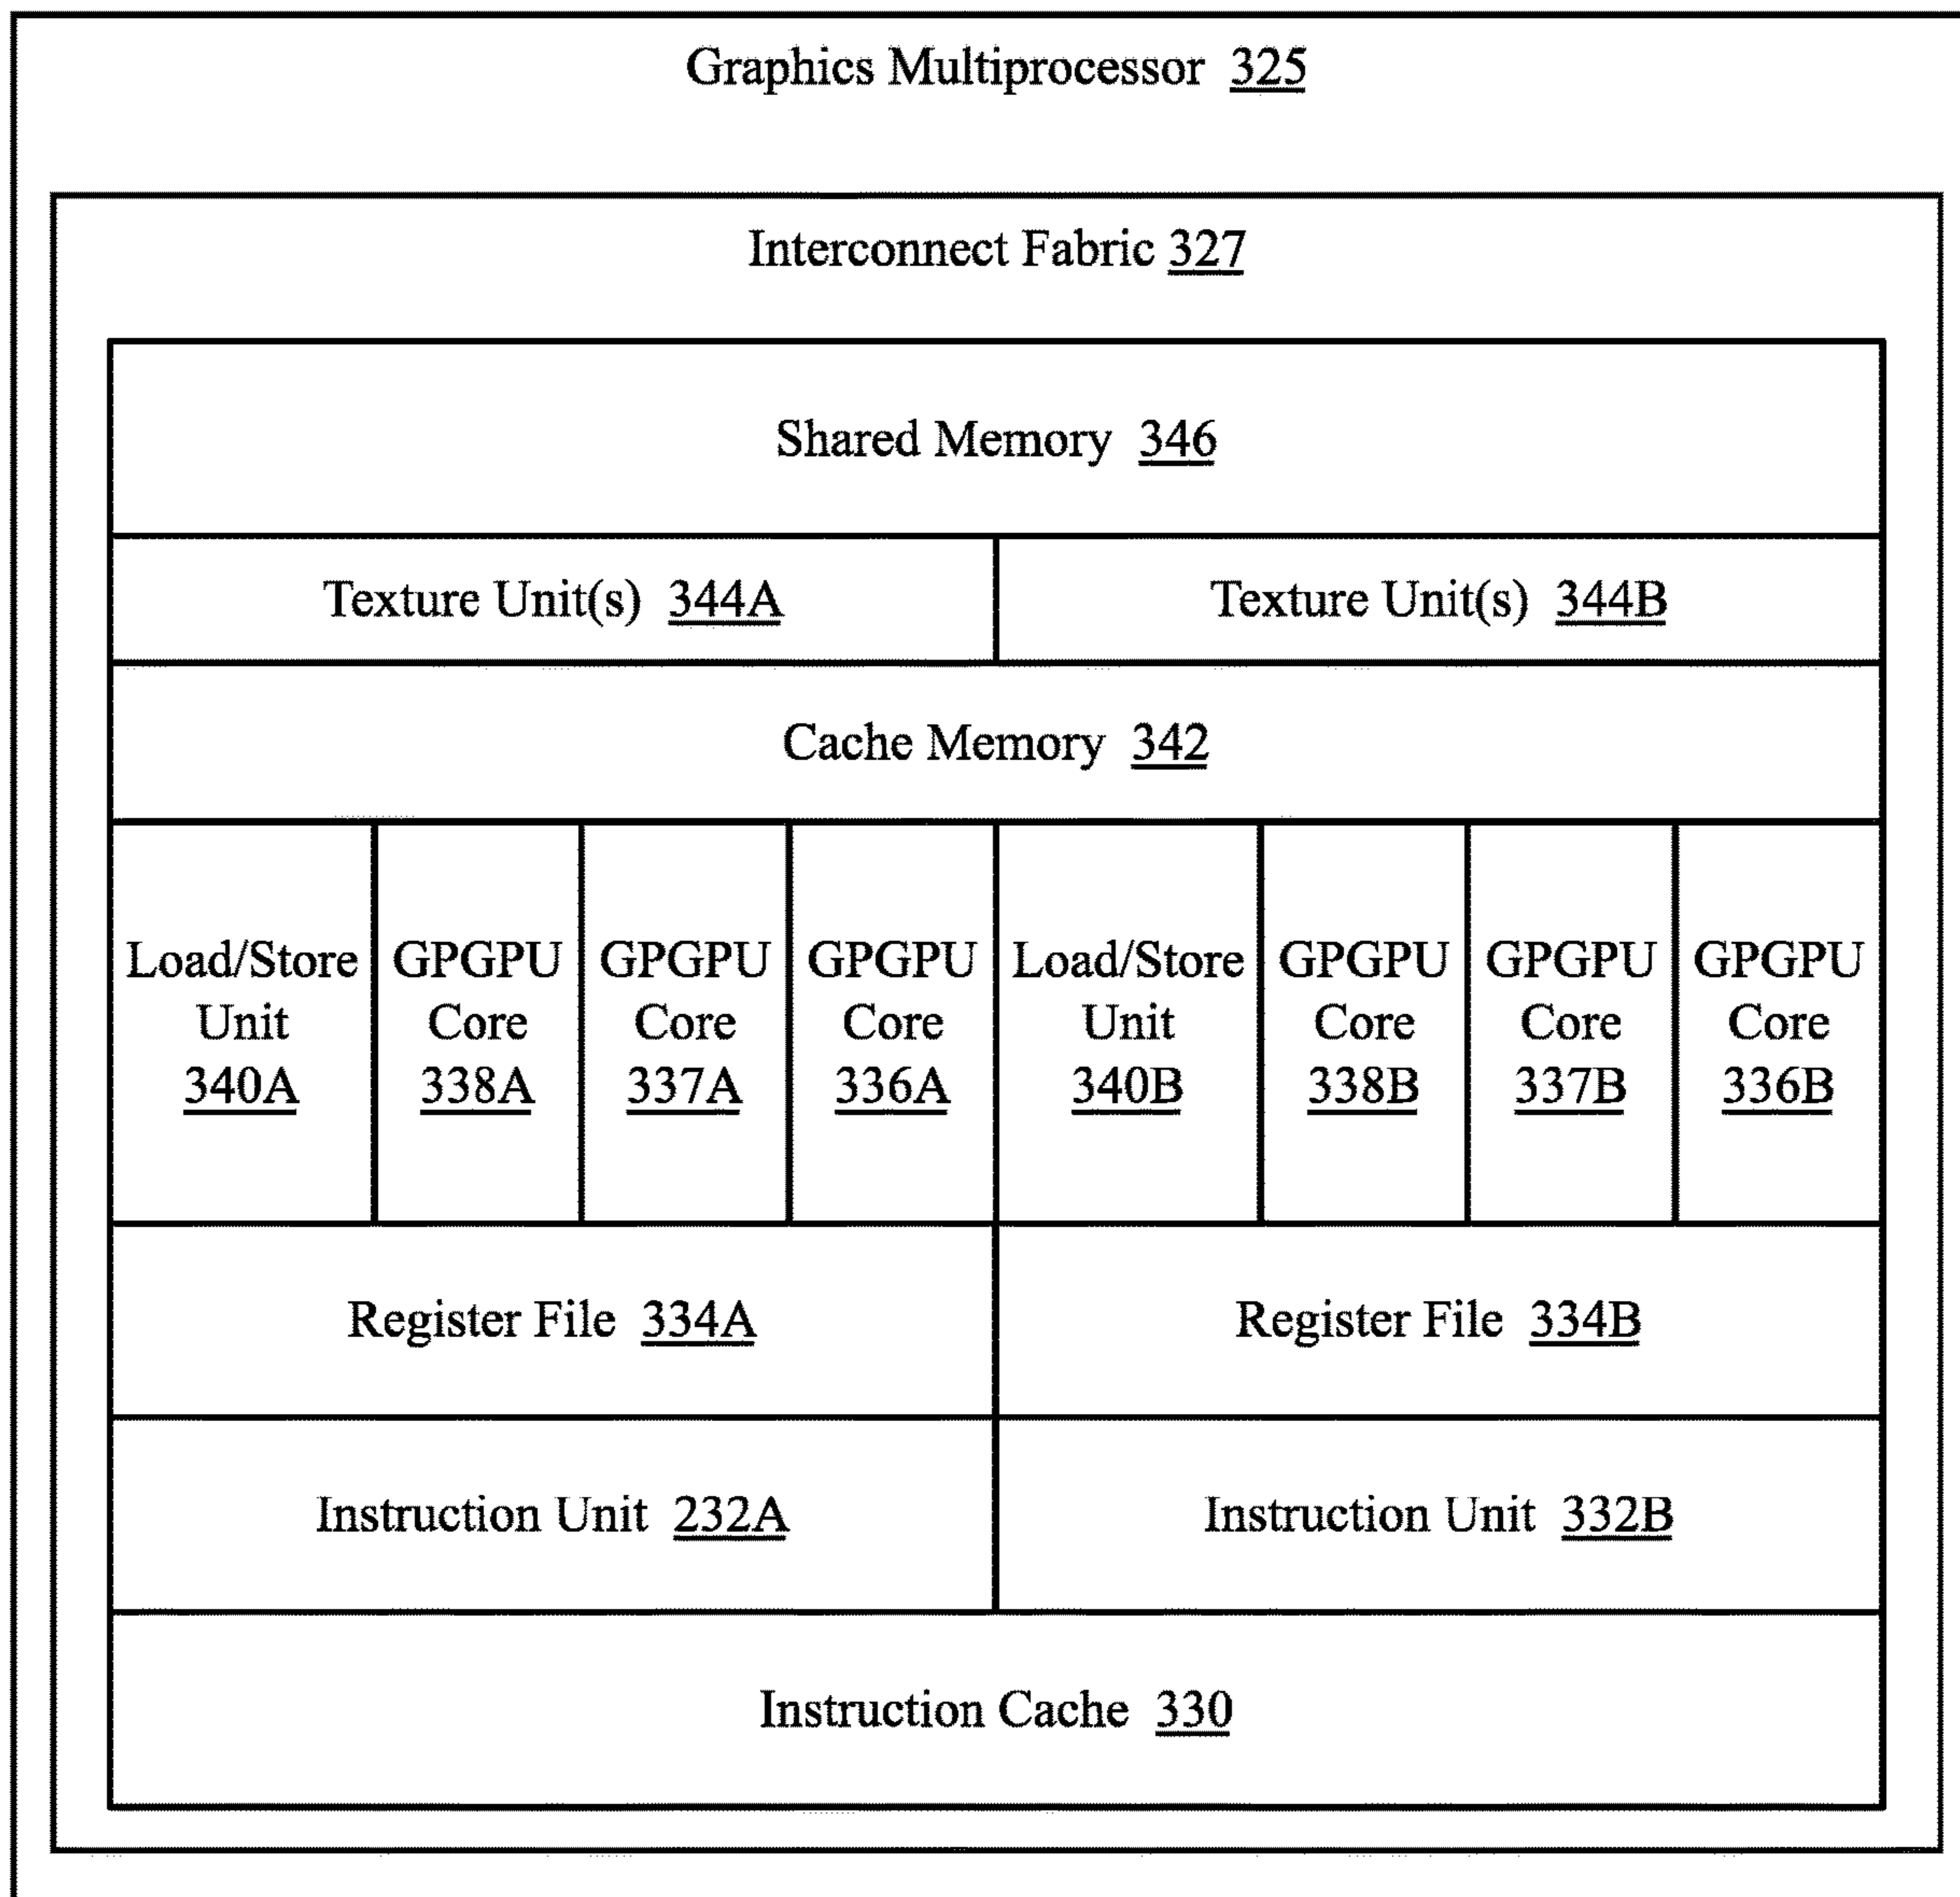 Graphics Multiprocessor 325
Interconnect Fabric 327
Shared Memory 346
Texture Unit(s) 344A
Texture Unit(s) 344B
Cache Memory 342
Load/Store
Unit
340A
GPGPU
Core
338A
GPGPU
Core
337A
GPGPU
Core
336A
Load/Store
Unit
340B
GPGPU
Core
338B
GPGPU
Core
337B
GPGPU
Core
336B
Register File 334A
Register File 334B
Instruction Unit 232A
Instruction Unit 332B
Instruction Cache 330